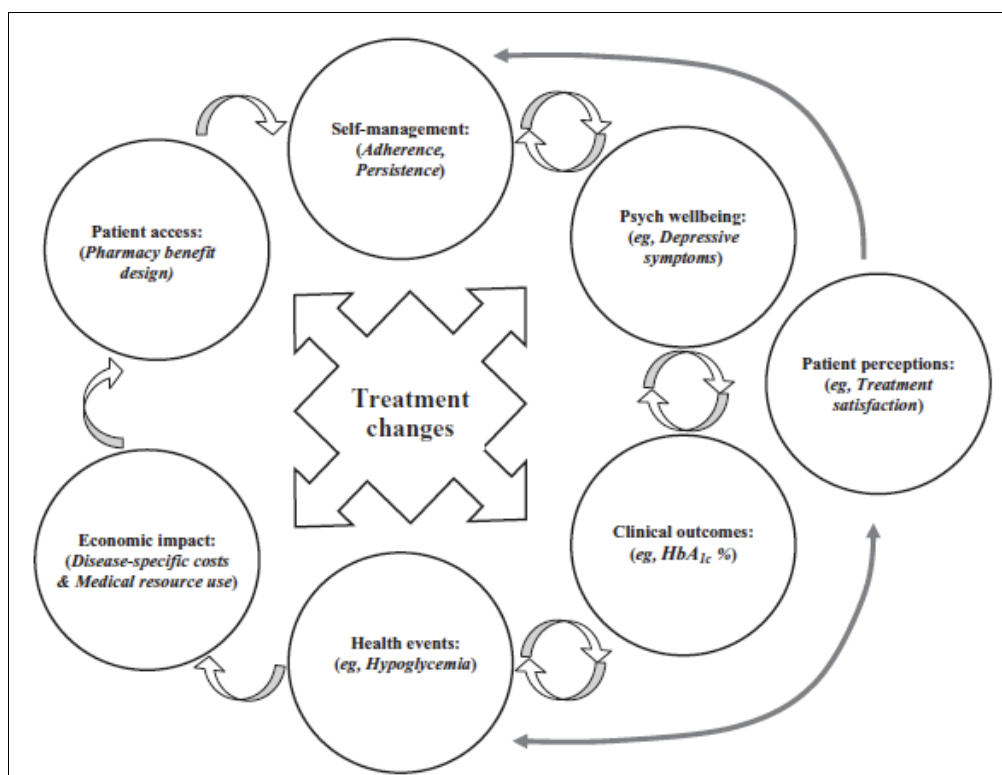 Self-management:
(Adherence,
Persistence)
Patient access:
(Pharmacy benefit
design)
Psych wellbeing:
(eg, Depressive
symptoms)
Patient perceptions:
(eg, Treatment
satisfaction)
Treatment
changes
Economic impact:
(Disease-specific costs
& Medical resource use)
Clinical outcomes:
(eg, HbA1c %)
Health events:
(eg, Hypoglycemia)